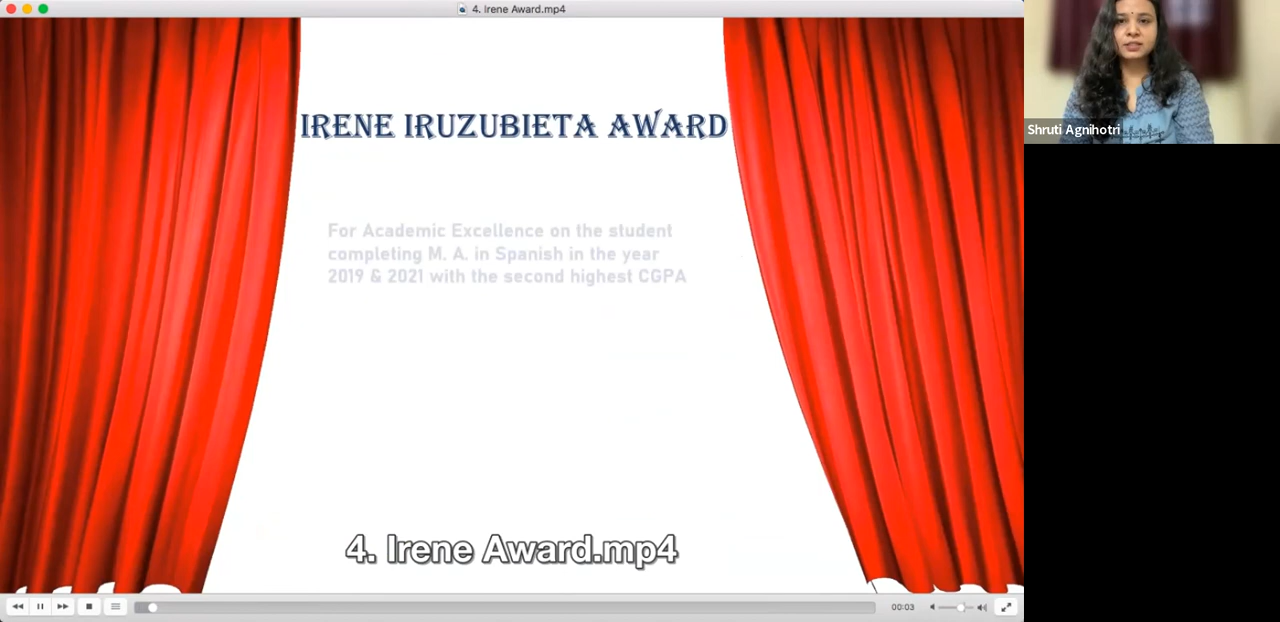 4. Irene Award.mp4
IRENE IRUZUBIETA AWARD
For Academic Excellence on the student
completing M. A. in Spanish in the year
2019 & 2021 with the second highest CGPA
4. Irene Award.mp4
00:03
Shruti Agnihotri